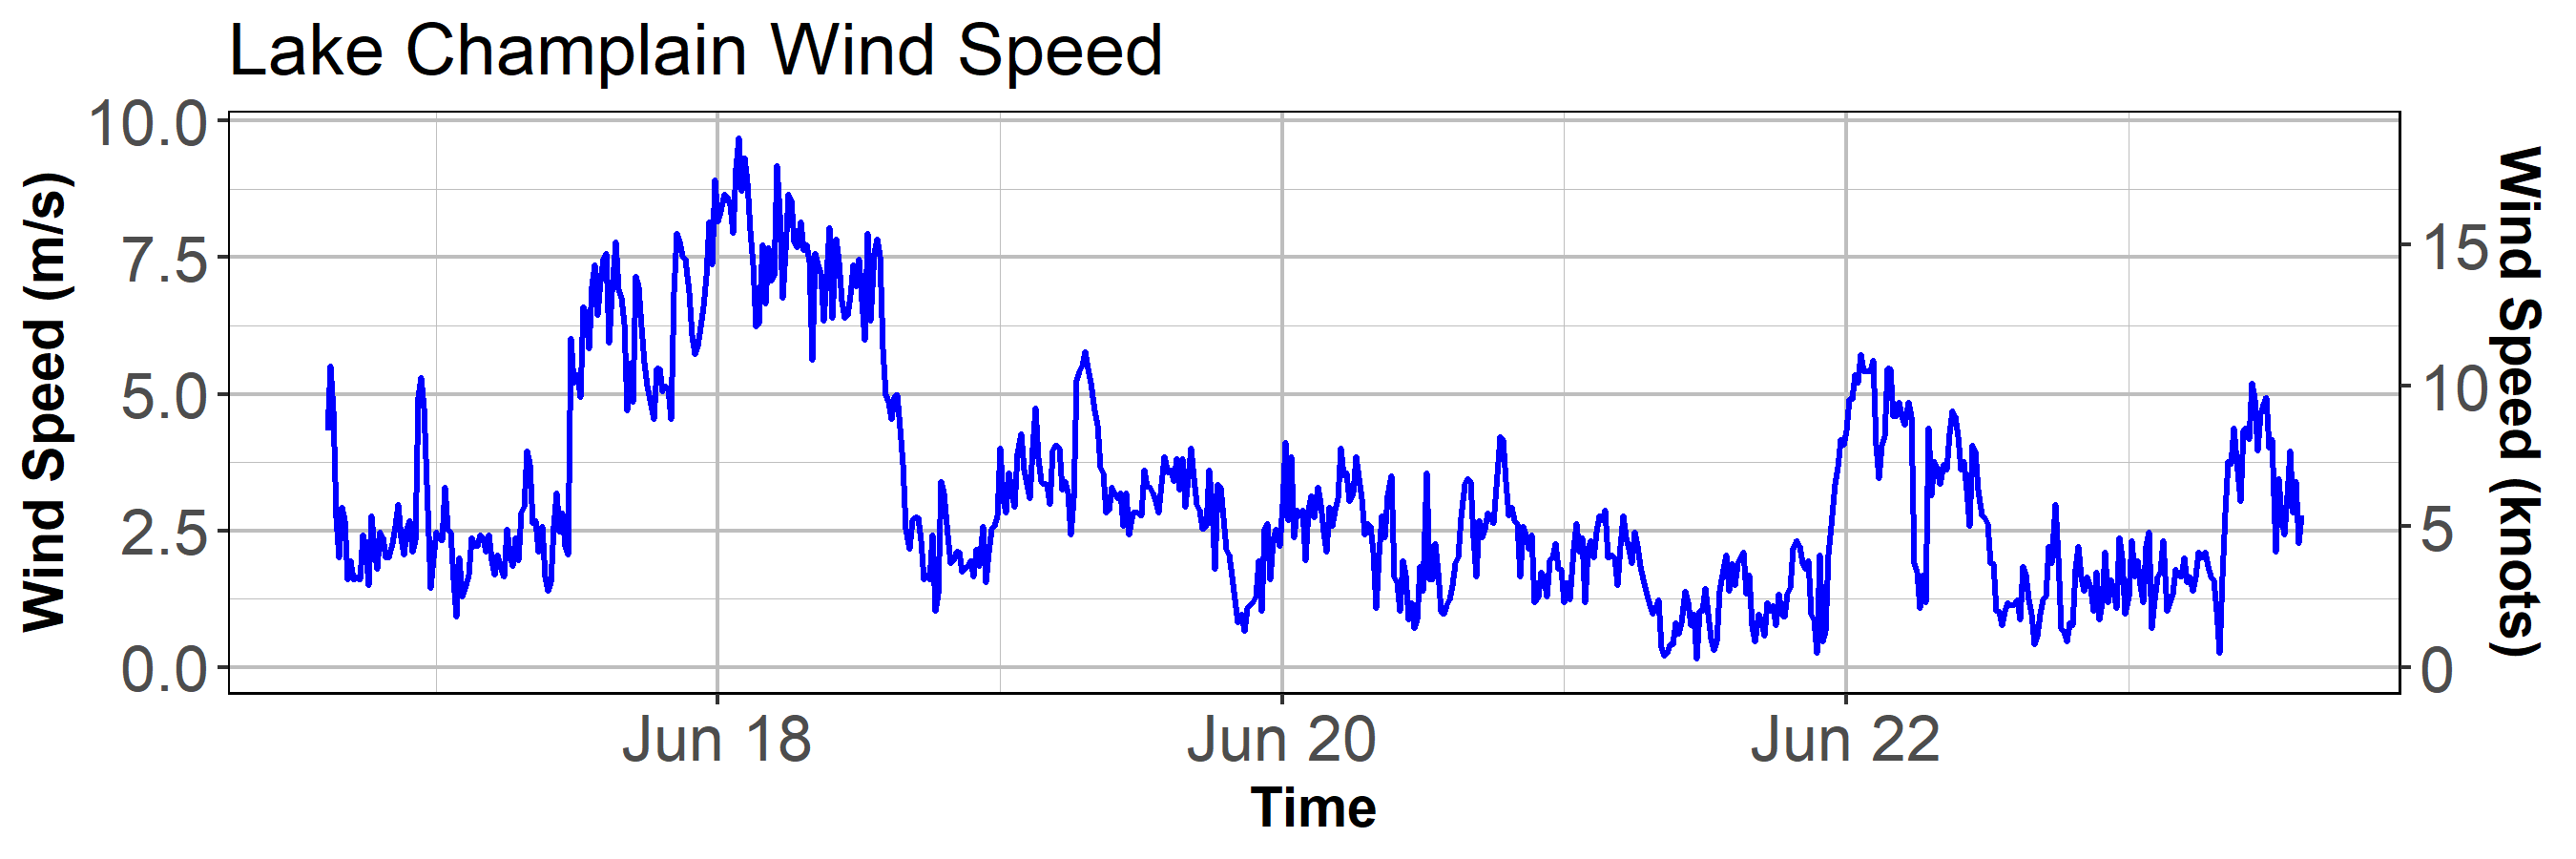 Lake Champlain Wind Speed
Wind Speed (m/s)
10.0
7.5
5.0
2.5
0.0
15
10
5
0
Wind Speed (knots)
Jun 18
Jun 20
Jun 22
Time